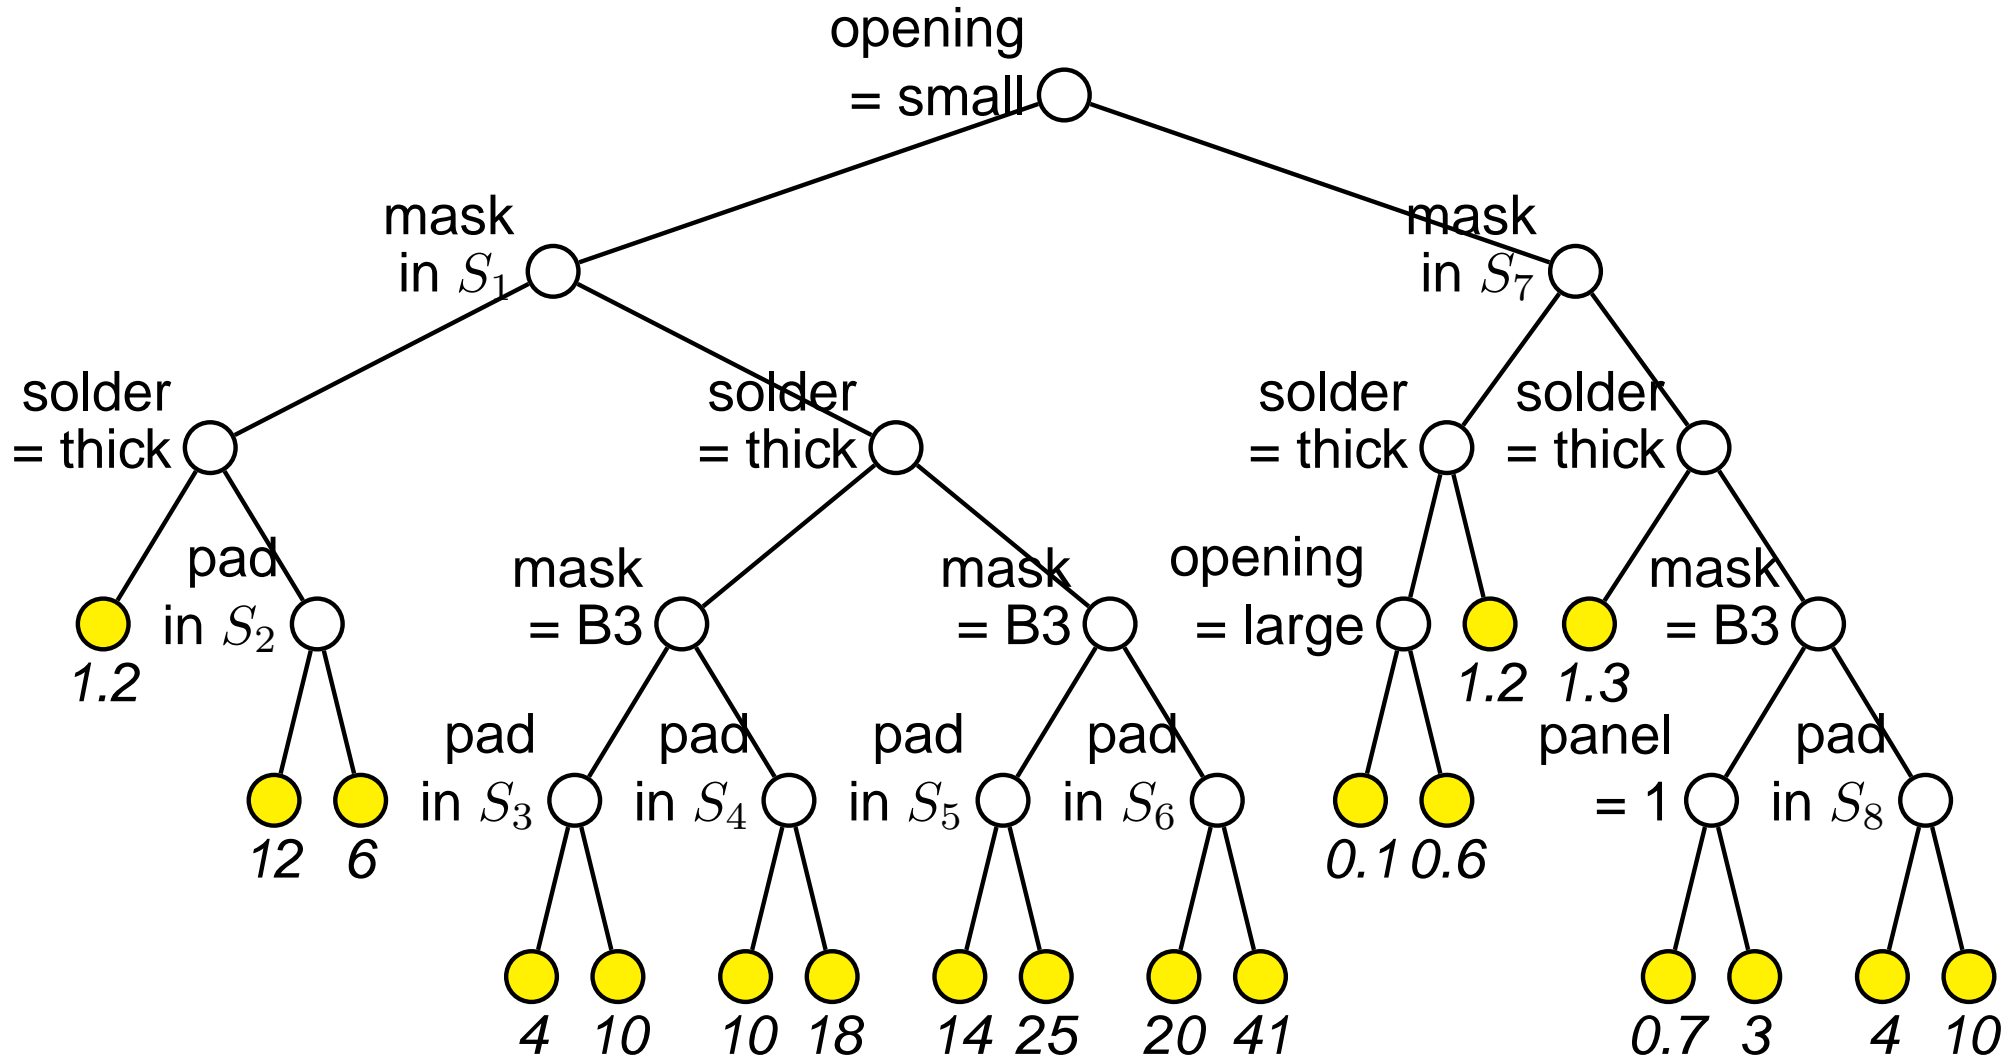 opening
= small
mask
in S1
mask
in S7
solder
= thick
solder
= thick
solder
= thick
solder
= thick
1.2
pad
in S2
mask
= B3
mask
= B3
opening
= large
1.2
1.3
mask
= B3
12
6
pad
in S3
pad
in S4
pad
in S5
pad
in S6
0.1
0.6
panel
= 1
pad
in S8
4
10
10
18
14
25
20
41
0.7
3
4
10